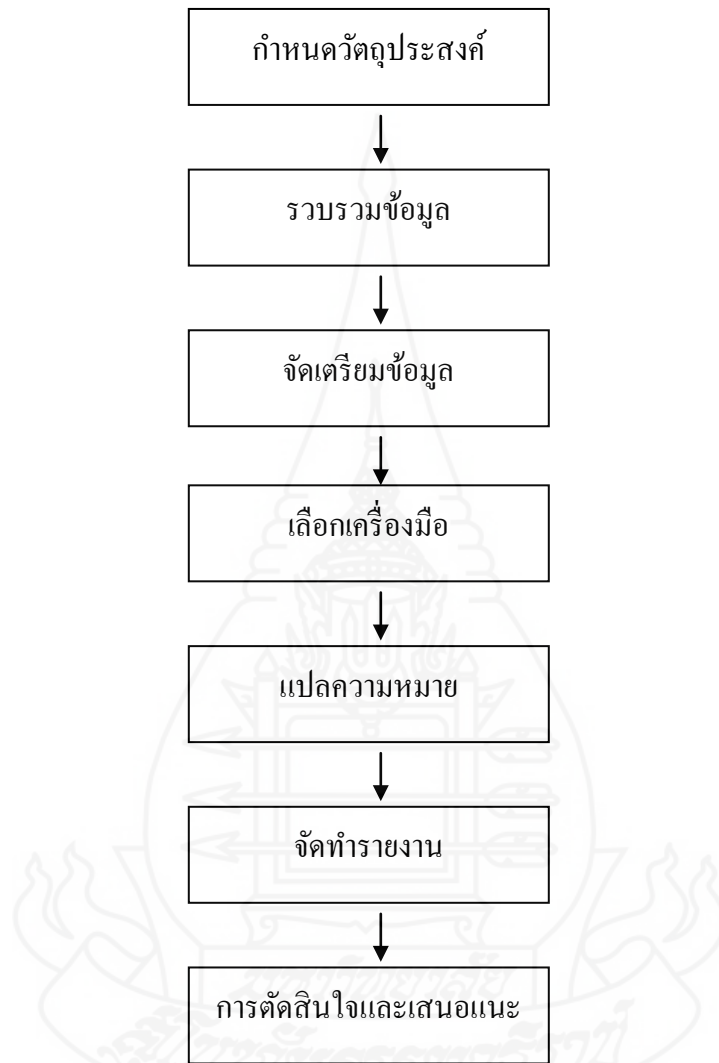 กำหนดวัตถุประสงค์
รวบรวมข้อมูล
จัดเตรียมข้อมูล
เลือกเครื่องมือ
แปลความหมาย
จัดทำรายงาน
การตัดสินใจและเสนอแนะ